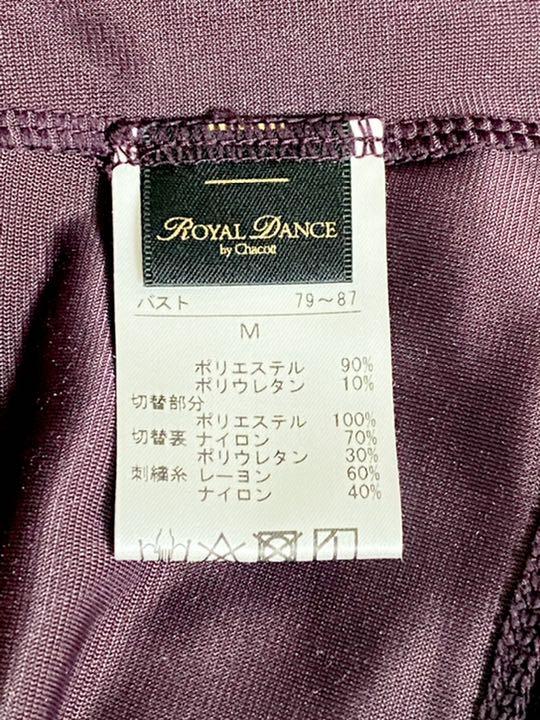 ROYAL DANCE
by Chacott
バスト 79～87
M
ポリエステル 90%
ポリウレタン 10%
切替部分
ポリエステル 100%
切替裏 ナイロン 70%
ポリウレタン 30%
刺繍糸 レーヨン 60%
ナイロン 40%